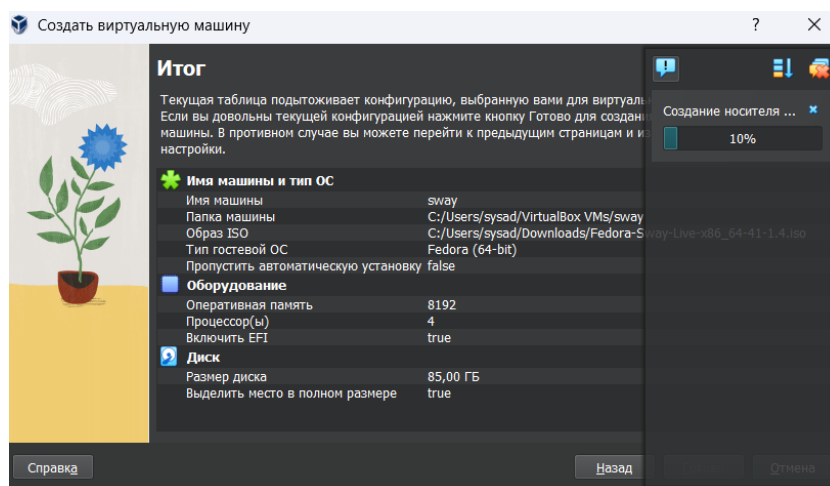 Создать виртуальную машину
Итог
Текущая таблица подытоживает конфигурацию, выбранную вами для виртуаль
Если вы довольны текущей конфигурацией нажмите кнопку Готово для создан
машины. В противном случае вы можете перейти к предыдущим страницам и из
настройки.
Имя машины и тип ОС
Имя машины sway
Папка машины C:/Users/sysad/VirtualBox VMs/sway
Образ ISO C:/Users/sysad/Downloads/Fedora-Sway-Live-x86_64-41-1.4.iso
Тип гостевой ОС Fedora (64-bit)
Пропустить автоматическую установку false
Оборудование
Оперативная память 8192
Процессор(ы) 4
Включить EFI true
Диск
Размер диска 85,00 ГБ
Выделить место в полном размере true
Создание носителя ...
10%
Справка
Назад
Отмена